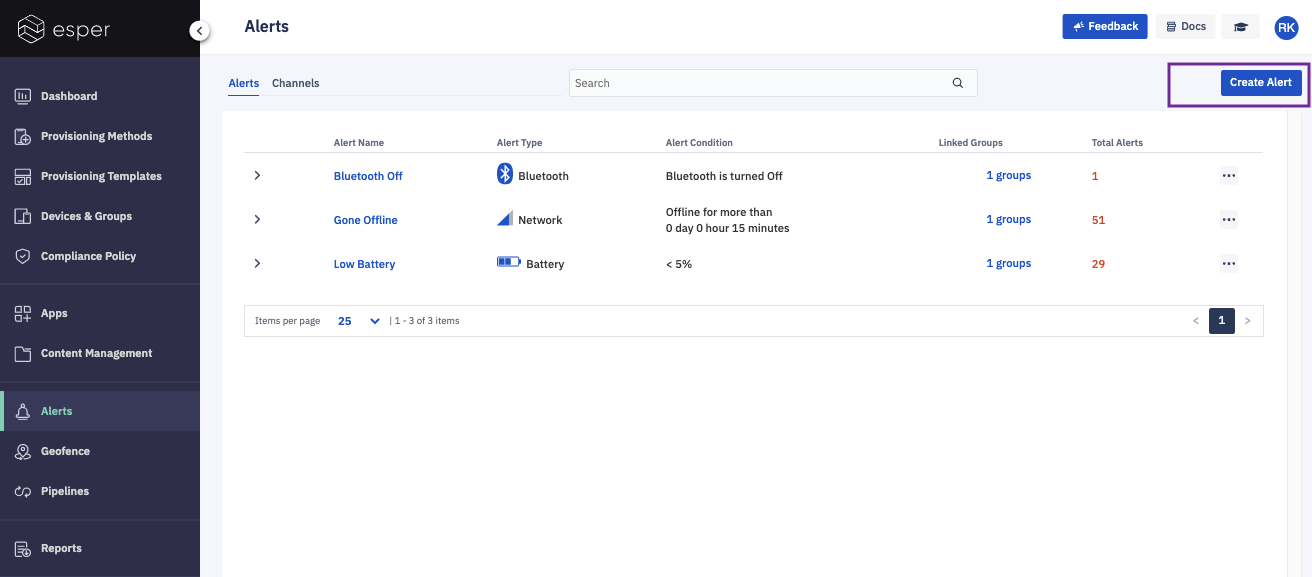 esper
Alerts
Feedback
Docs
RK
Alerts
Channels
Search
Create Alert
Dashboard
Provisioning Methods
Provisioning Templates
Devices & Groups
Compliance Policy
Apps
Content Management
Alerts
Geofence
Pipelines
Reports
Alert Name Alert Type Alert Condition Linked Groups Total Alerts
Bluetooth Off Bluetooth Bluetooth is turned Off 1 groups 1 ...
Gone Offline Network Offline for more than
0 day 0 hour 15 minutes 1 groups 51 ...
Low Battery Battery < 5% 1 groups 29 ...
Items per page 25 | 1 - 3 of 3 items < 1 >